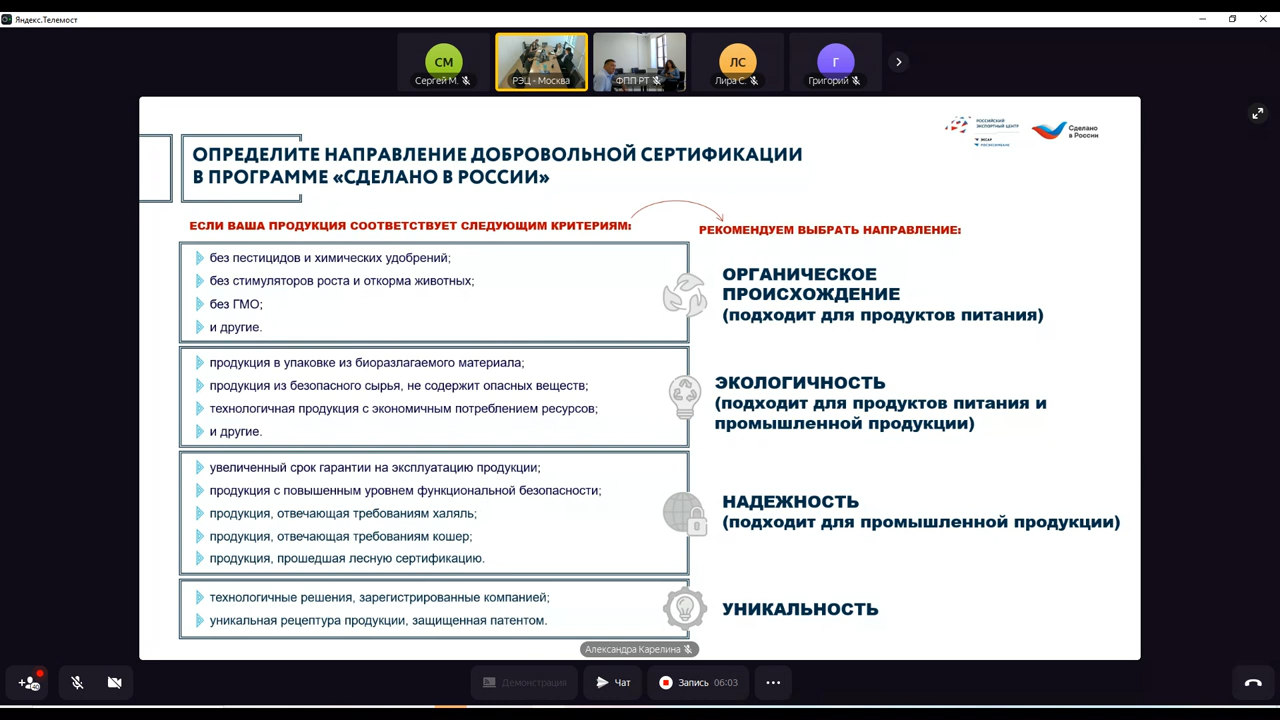 Яндекс.Телемост
СМ
ЛС
Г
Сергей М.
РЭЦ - Москва
ФПП РТ
Лира С.
Григорий
РОССИЙСКИЙ
ЭКСПОРТНЫЙ ЦЕНТР
ЭКСАР
РОСЭКСИМБАНК
Сделано
в России
ОПРЕДЕЛИТЕ НАПРАВЛЕНИЕ ДОБРОВОЛЬНОЙ СЕРТИФИКАЦИИ
В ПРОГРАММЕ «СДЕЛАНО В РОССИИ»
ЕСЛИ ВАША ПРОДУКЦИЯ СООТВЕТСТВУЕТ СЛЕДУЮЩИМ КРИТЕРИЯМ:
РЕКОМЕНДУЕМ ВЫБРАТЬ НАПРАВЛЕНИЕ:
без пестицидов и химических удобрений;
без стимуляторов роста и откорма животных;
без ГМО;
и другие.
ОРГАНИЧЕСКОЕ
ПРОИСХОЖДЕНИЕ
(подходит для продуктов питания)
продукция в упаковке из биоразлагаемого материала;
продукция из безопасного сырья, не содержит опасных веществ;
технологичная продукция с экономичным потреблением ресурсов;
и другие.
ЭКОЛОГИЧНОСТЬ
(подходит для продуктов питания и
промышленной продукции)
увеличенный срок гарантии на эксплуатацию продукции;
продукция с повышенным уровнем функциональной безопасности;
продукция, отвечающая требованиям халяль;
продукция, отвечающая требованиям кошер;
продукция, прошедшая лесную сертификацию.
НАДЕЖНОСТЬ
(подходит для промышленной продукции)
технологичные решения, зарегистрированные компанией;
уникальная рецептура продукции, защищенная патентом.
УНИКАЛЬНОСТЬ
Александра Карелина
Демонстрация
Чат
Запись 06:03